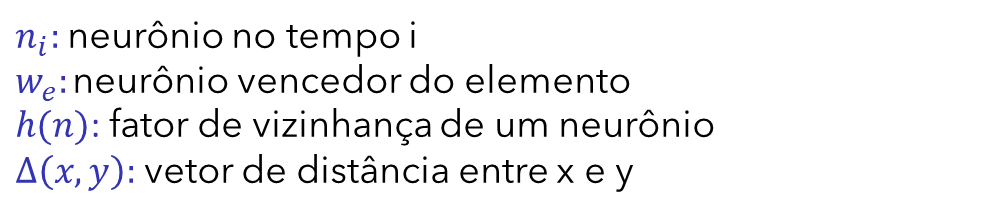 nᵢ: neurônio no tempo i
wₑ: neurônio vencedor do elemento
h(n): fator de vizinhança de um neurônio
Δ(x, y): vetor de distância entre x e y